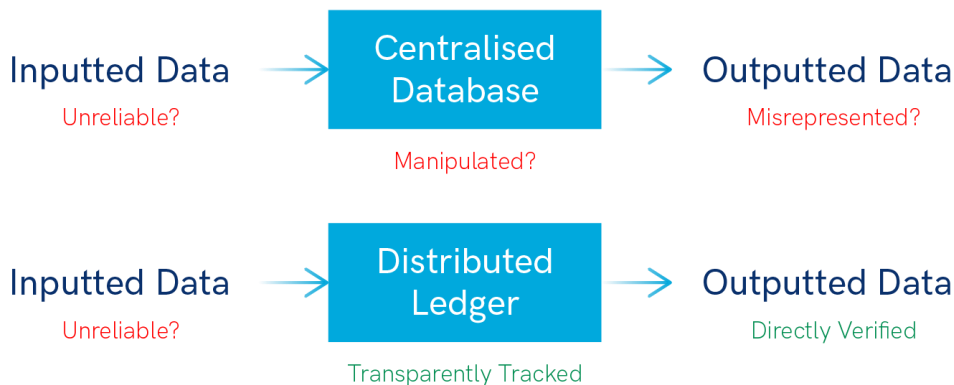 Inputted Data
Unreliable?
Centralised
Database
Manipulated?
Outputted Data
Misrepresented?
Inputted Data
Unreliable?
Distributed
Ledger
Transparently Tracked
Outputted Data
Directly Verified